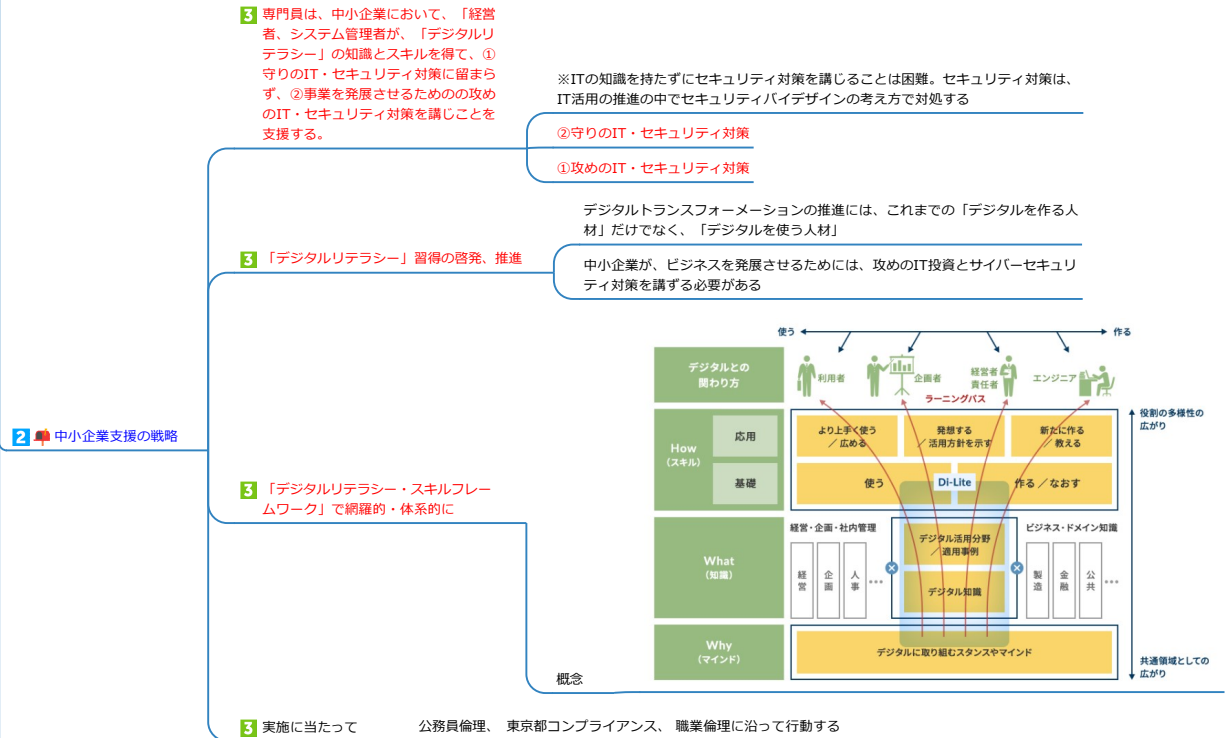 2 中小企業支援の戦略
3 専門員は、中小企業において、「経営
者、システム管理者が、「デジタルリ
テラシー」の知識とスキルを得て、①
守りのIT・セキュリティ対策に留まら
ず、②事業を発展させるためのの攻め
のIT・セキュリティ対策を講じことを
支援する。
※ITの知識を持たずにセキュリティ対策を講じることは困難。セキュリティ対策は、
IT活用の推進の中でセキュリティバイデザインの考え方で対処する
②守りのIT・セキュリティ対策
①攻めのIT・セキュリティ対策
3 「デジタルリテラシー」習得の啓発、推進
デジタルトランスフォーメーションの推進には、これまでの「デジタルを作る人
材」だけでなく、「デジタルを使う人材」
中小企業が、ビジネスを発展させるためには、攻めのIT投資とサイバーセキュリ
ティ対策を講ずる必要がある
3 「デジタルリテラシー・スキルフレー
ムワーク」で網羅的・体系的に
使う 作る
デジタルとの
関わり方
利用者
企画者
経営者
責任者
エンジニア
ラーニングパス
How
(スキル)
応用
より上手く使う
／広める
発想する
／活用方針を示す
新たに作る
／教える
基礎
使う
Di-Lite
作る／なおす
役割の多様性の
広がり
What
(知識)
経営・企画・社内管理
経営
企画
人事
…
デジタル活用分野
／適用事例
デジタル知識
ビジネス・ドメイン知識
製造
金融
公共
…
Why
(マインド)
デジタルに取り組むスタンスやマインド
共通領域としての
広がり
概念
3 実施に当たって 公務員倫理、 東京都コンプライアンス、 職業倫理に沿って行動する